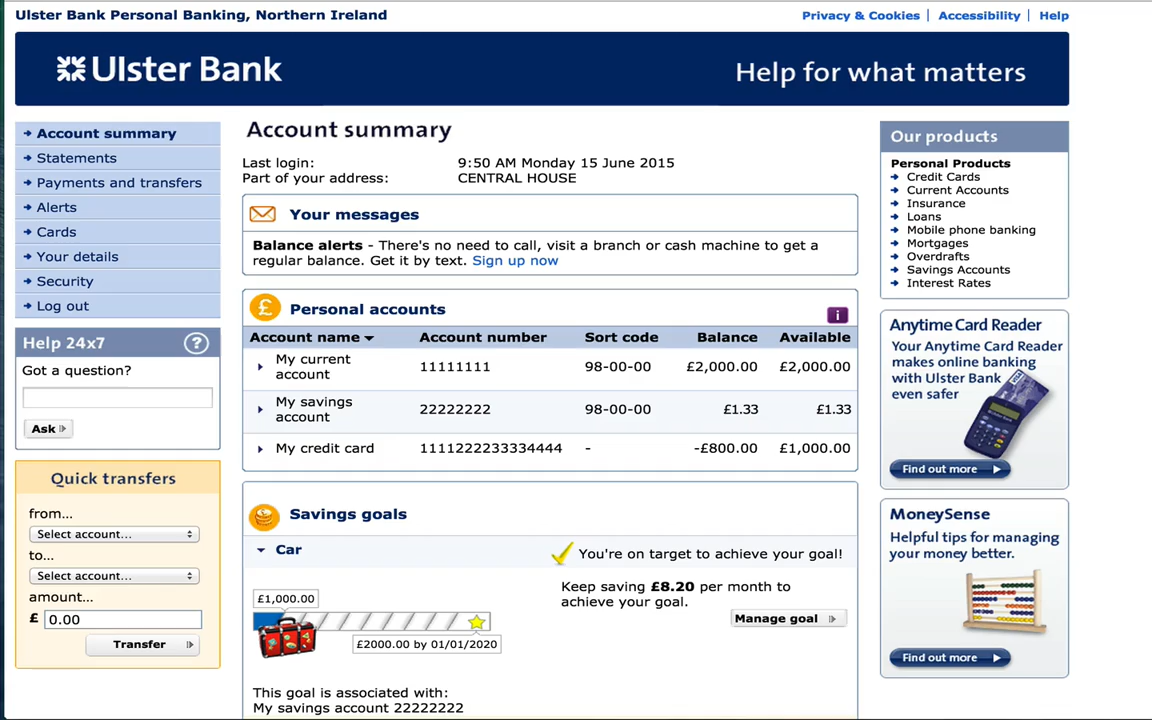 Ulster Bank Personal Banking, Northern Ireland
Privacy & Cookies | Accessibility | Help
Ulster Bank
Help for what matters
Account summary
Statements
Payments and transfers
Alerts
Cards
Your details
Security
Log out
Help 24x7 ?
Got a question?
Ask
Quick transfers
from...
Select account...
to...
Select account...
amount...
£ 0.00
Transfer
Account summary
Last login: 9:50 AM Monday 15 June 2015
Part of your address: CENTRAL HOUSE
Your messages
Balance alerts - There's no need to call, visit a branch or cash machine to get a
regular balance. Get it by text. Sign up now
£ Personal accounts i
Account name Account number Sort code Balance Available
My current
account 11111111 98-00-00 £2,000.00 £2,000.00
My savings
account 22222222 98-00-00 £1.33 £1.33
My credit card 1111222233334444 - -£800.00 £1,000.00
Savings goals
Car
You're on target to achieve your goal!
Keep saving £8.20 per month to
achieve your goal.
Manage goal
£1,000.00
£2000.00 by 01/01/2020
This goal is associated with:
My savings account 22222222
Our products
Personal Products
Credit Cards
Current Accounts
Insurance
Loans
Mobile phone banking
Mortgages
Overdrafts
Savings Accounts
Interest Rates
Anytime Card Reader
Your Anytime Card Reader
makes online banking
with Ulster Bank
even safer
VISA
Find out more
MoneySense
Helpful tips for managing
your money better.
Find out more